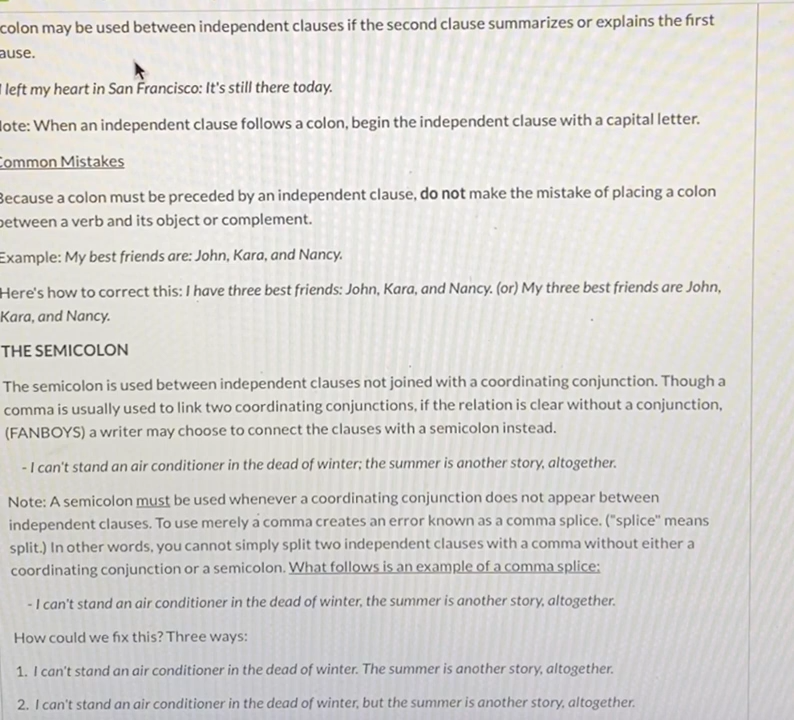 colon may be used between independent clauses if the second clause summarizes or explains the first
ause.
I left my heart in San Francisco: It's still there today.
lote: When an independent clause follows a colon, begin the independent clause with a capital letter.
Common Mistakes
Because a colon must be preceded by an independent clause, do not make the mistake of placing a colon
between a verb and its object or complement.
Example: My best friends are: John, Kara, and Nancy.
Here's how to correct this: I have three best friends: John, Kara, and Nancy. (or) My three best friends are John,
Kara, and Nancy.
THE SEMICOLON
The semicolon is used between independent clauses not joined with a coordinating conjunction. Though a
comma is usually used to link two coordinating conjunctions, if the relation is clear without a conjunction,
(FANBOYS) a writer may choose to connect the clauses with a semicolon instead.
- I can't stand an air conditioner in the dead of winter; the summer is another story, altogether.
Note: A semicolon must be used whenever a coordinating conjunction does not appear between
independent clauses. To use merely a comma creates an error known as a comma splice. ("splice" means
split.) In other words, you cannot simply split two independent clauses with a comma without either a
coordinating conjunction or a semicolon. What follows is an example of a comma splice:
- I can't stand an air conditioner in the dead of winter, the summer is another story, altogether.
How could we fix this? Three ways:
1. I can't stand an air conditioner in the dead of winter. The summer is another story, altogether.
2. I can't stand an air conditioner in the dead of winter, but the summer is another story, altogether.